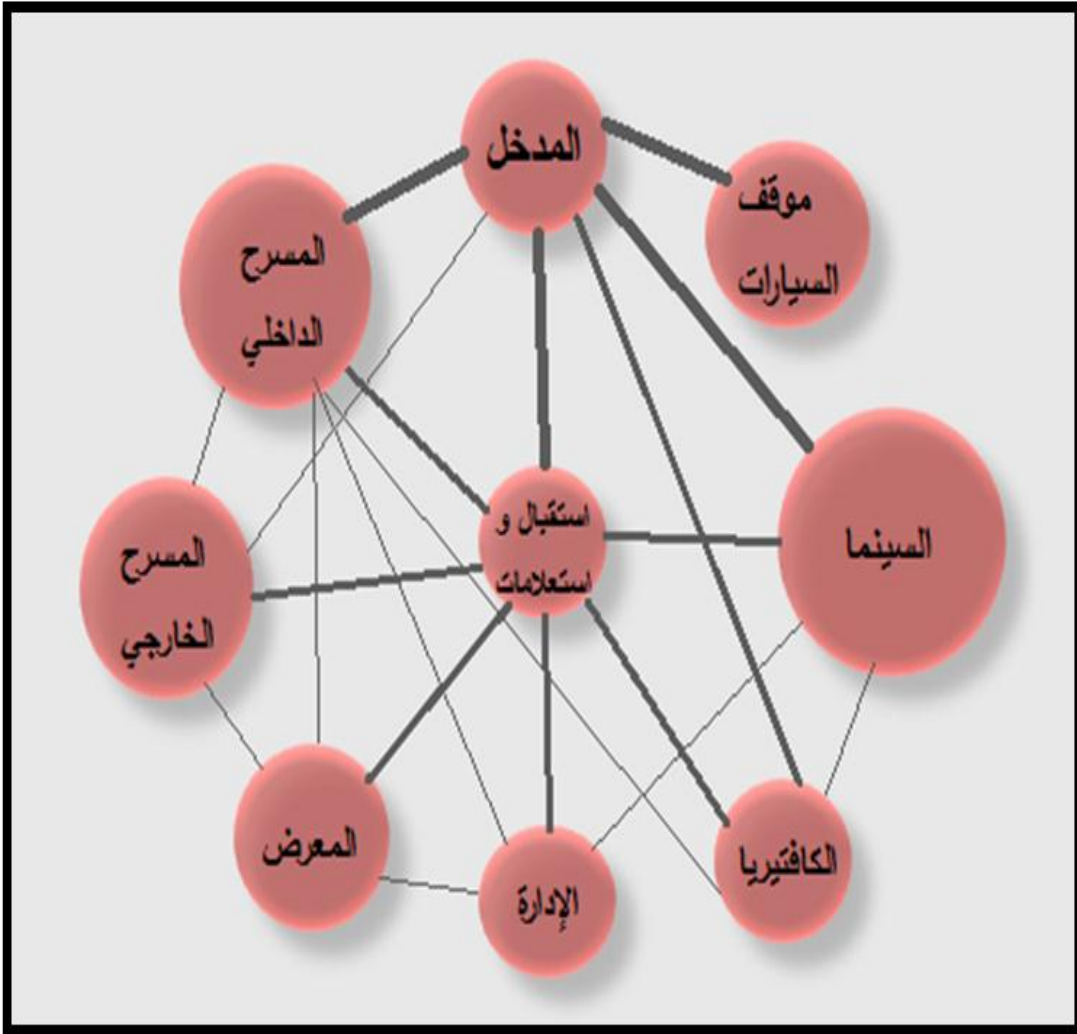 المدخل
موقف
السيارات
المسرح
الداخلي
استقبال و
استعلامات
السينما
المسرح
الخارجي
المعرض
الإدارة
الكافتيريا